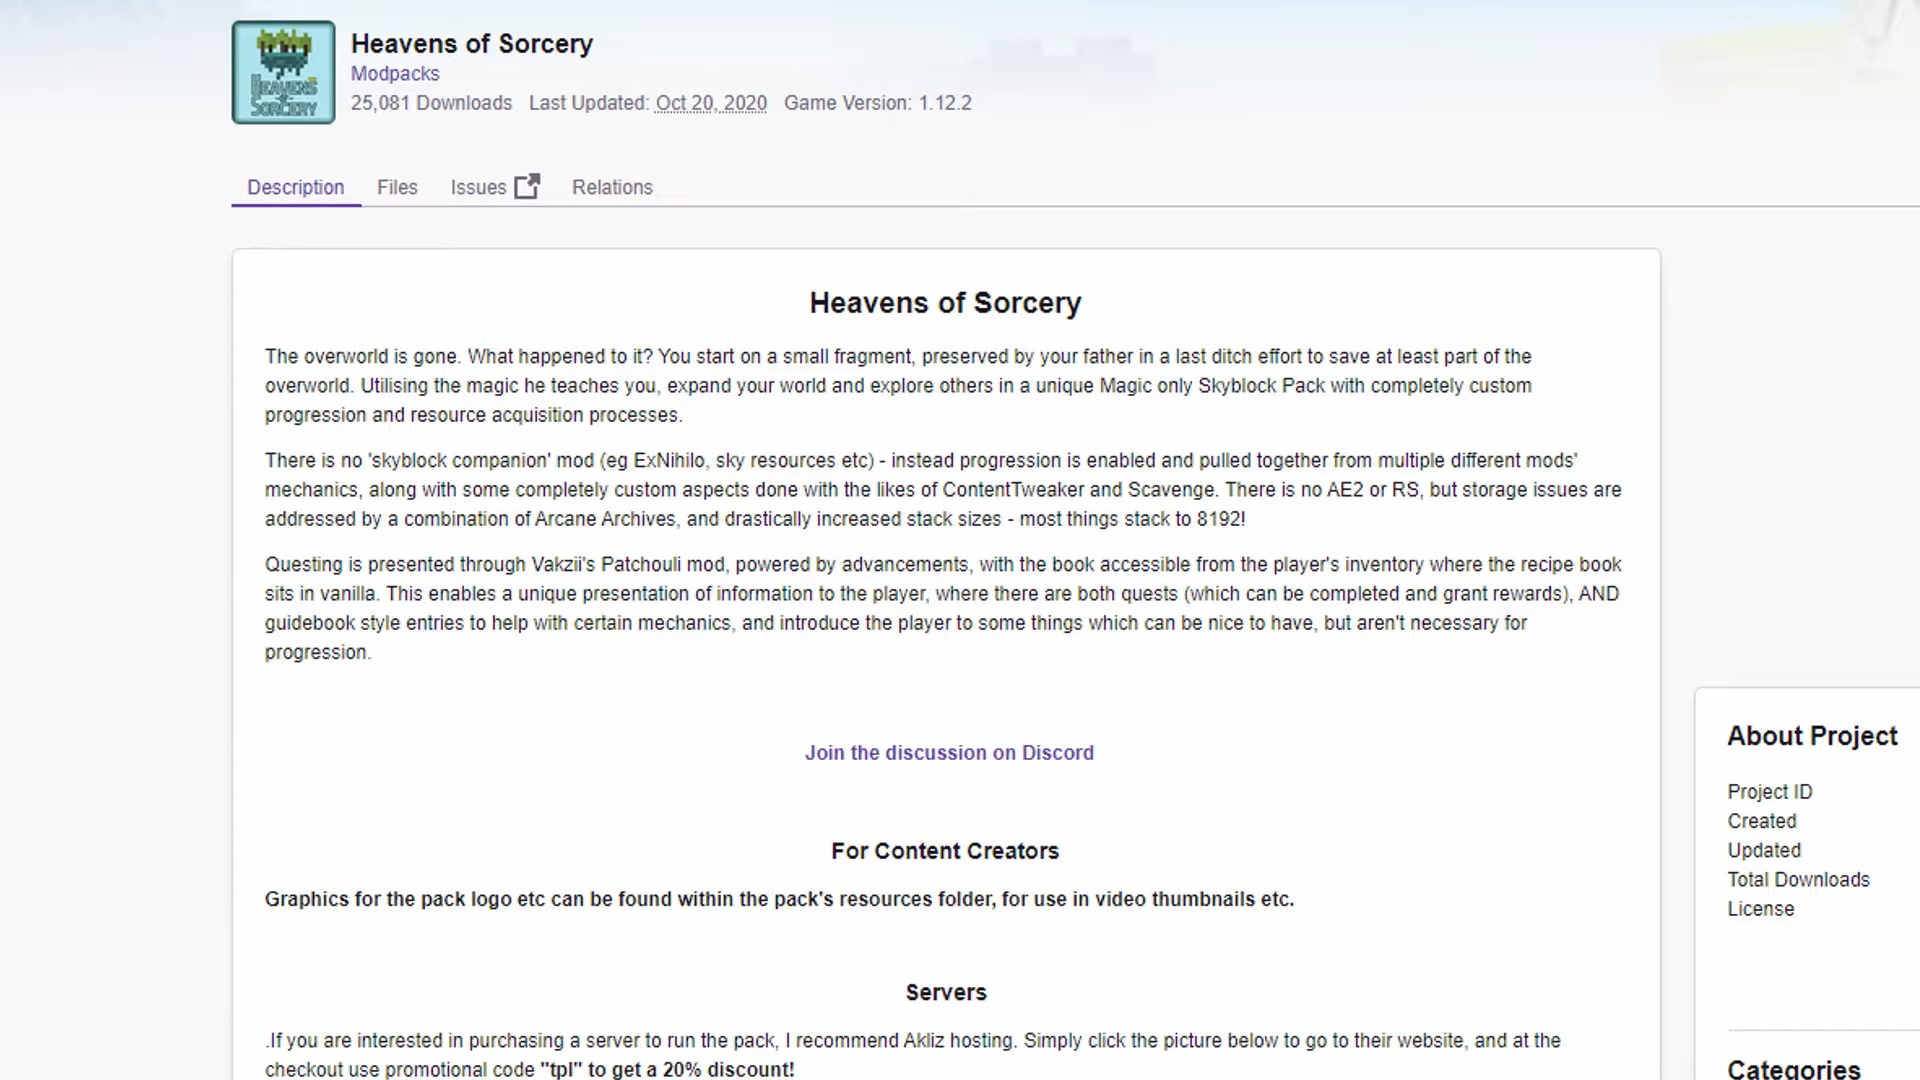 Heavens of Sorcery
Modpacks
25,081 Downloads Last Updated: Oct 20, 2020 Game Version: 1.12.2
HEAVENS
SORCERY
Description Files Issues Relations
Heavens of Sorcery
The overworld is gone. What happened to it? You start on a small fragment, preserved by your father in a last ditch effort to save at least part of the
overworld. Utilising the magic he teaches you, expand your world and explore others in a unique Magic only Skyblock Pack with completely custom
progression and resource acquisition processes.
There is no 'skyblock companion' mod (eg ExNihilo, sky resources etc) - instead progression is enabled and pulled together from multiple different mods'
mechanics, along with some completely custom aspects done with the likes of ContentTweaker and Scavenge. There is no AE2 or RS, but storage issues are
addressed by a combination of Arcane Archives, and drastically increased stack sizes - most things stack to 8192!
Questing is presented through Vakzii's Patchouli mod, powered by advancements, with the book accessible from the player's inventory where the recipe book
sits in vanilla. This enables a unique presentation of information to the player, where there are both quests (which can be completed and grant rewards), AND
guidebook style entries to help with certain mechanics, and introduce the player to some things which can be nice to have, but aren't necessary for
progression.
Join the discussion on Discord
For Content Creators
Graphics for the pack logo etc can be found within the pack's resources folder, for use in video thumbnails etc.
Servers
.If you are interested in purchasing a server to run the pack, I recommend Akliz hosting. Simply click the picture below to go to their website, and at the
checkout use promotional code "tpl" to get a 20% discount!
About Project
Project ID
Created
Updated
Total Downloads
License
Categories